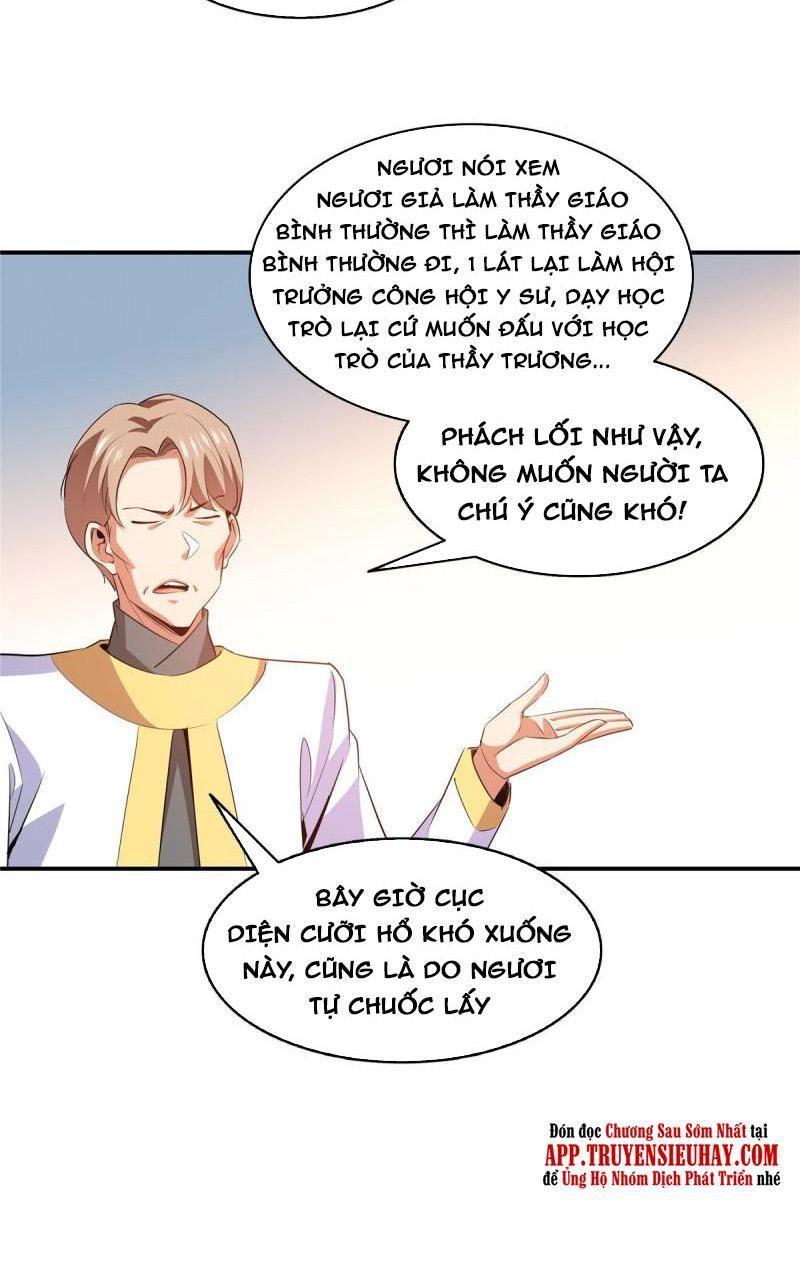 NGƯƠI NÓI XEM
NGƯƠI GIẢ LÀM THẦY GIÁO
BÌNH THƯỜNG THÌ LÀM THẦY GIÁO
BÌNH THƯỜNG ĐI, 1 LÁT LẠI LÀM HỘI
TRƯỞNG CÔNG HỘI Y SƯ, DẠY HỌC
TRÒ LẠI CỨ MUỐN ĐẤU VỚI HỌC
TRÒ CỦA THẦY TRƯƠNG...
PHÁCH LỐI NHƯ VẬY,
KHÔNG MUỐN NGƯỜI TA
CHÚ Ý CŨNG KHÓ!
BÂY GIỜ CỤC
DIỆN CƯỠI HỔ KHÓ XUỐNG
NÀY, CŨNG LÀ DO NGƯƠI
TỰ CHUỐC LẤY
Đón đọc Chương Sau Sớm Nhất tại
APP.TRUYENSIEUHAY.COM
để Ủng Hộ Nhóm Dịch Phát Triển nhé